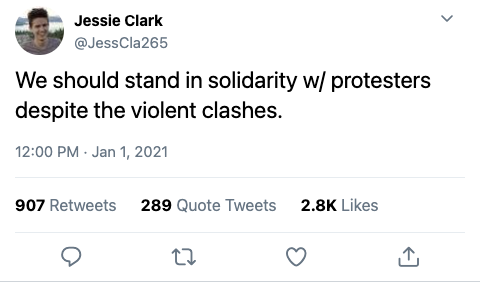 Jessie Clark
@JessCla265
We should stand in solidarity w/ protesters
despite the violent clashes.
12:00 PM · Jan 1, 2021
907 Retweets 289 Quote Tweets 2.8K Likes